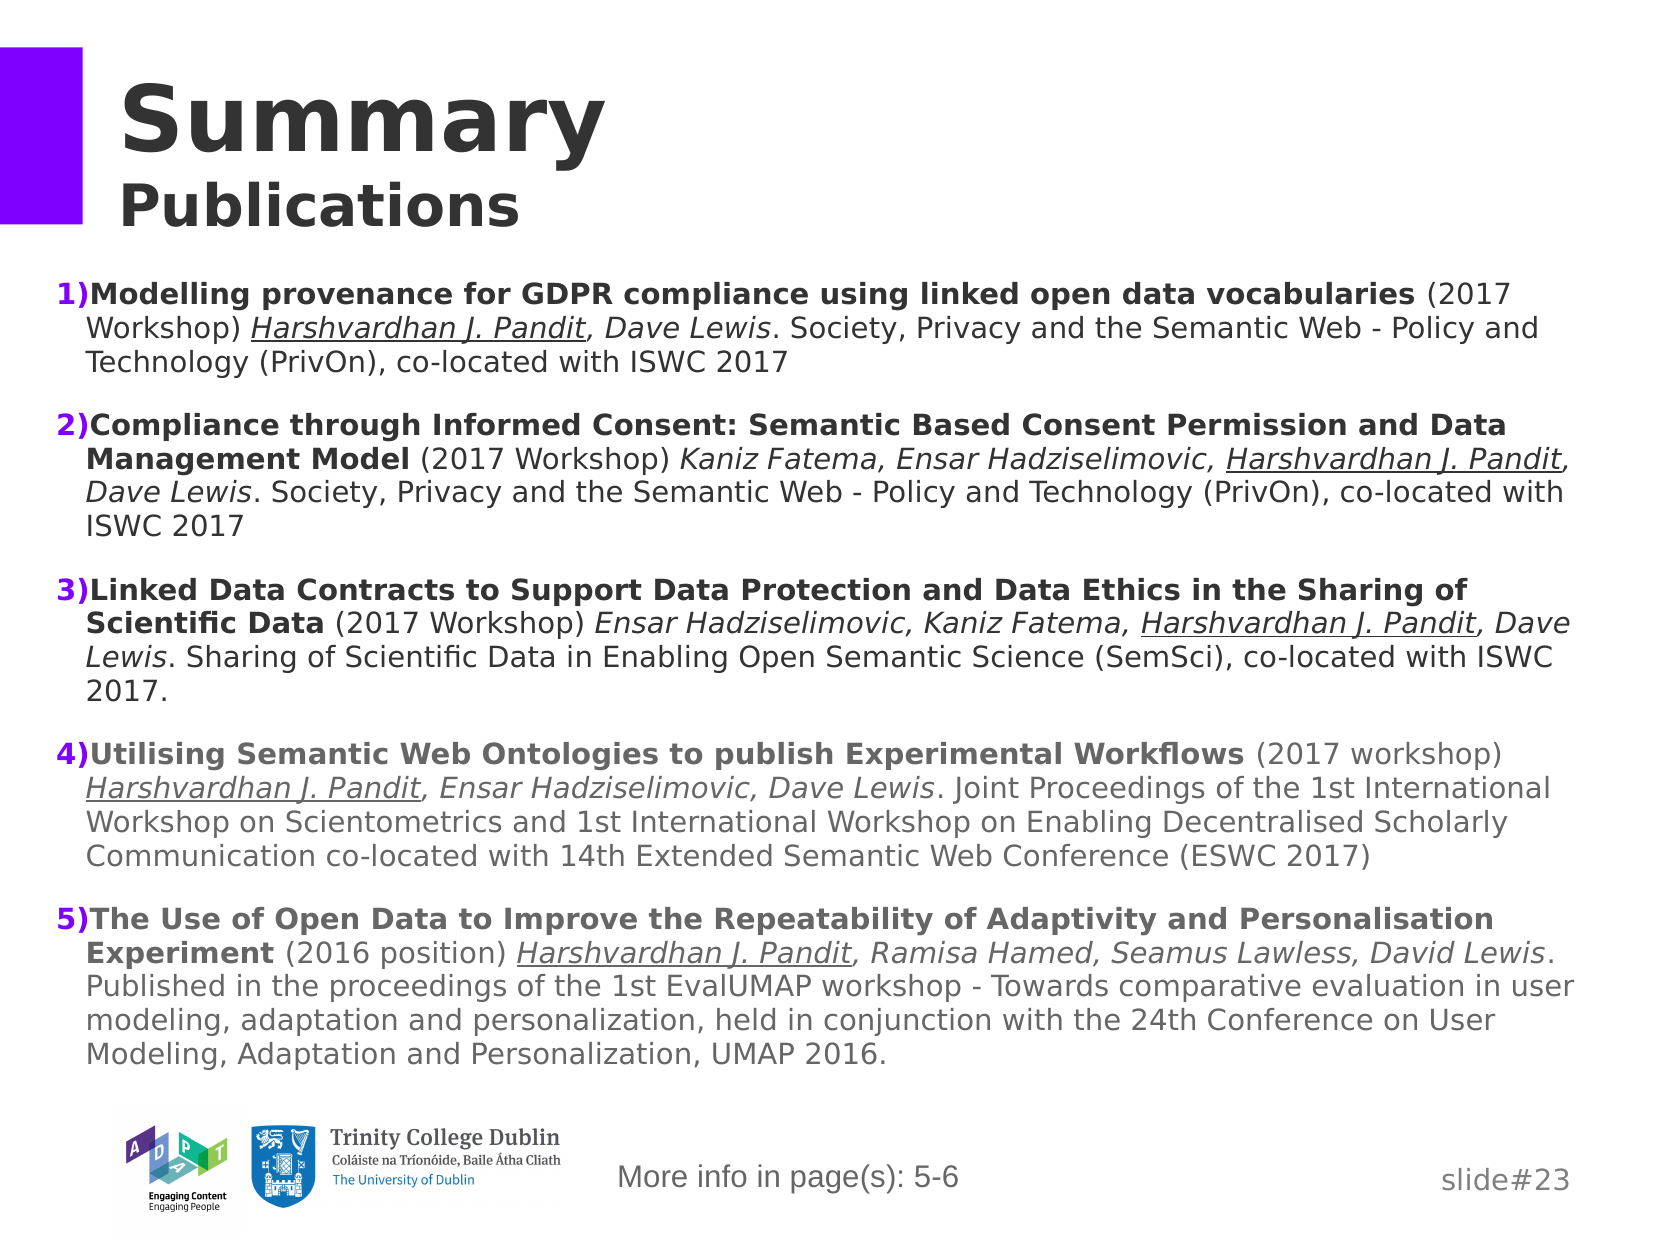 Summary
Publications
1)Modelling provenance for GDPR compliance using linked open data vocabularies (2017
Workshop) Harshvardhan J. Pandit, Dave Lewis. Society, Privacy and the Semantic Web - Policy and
Technology (PrivOn), co-located with ISWC 2017
2)Compliance through Informed Consent: Semantic Based Consent Permission and Data
Management Model (2017 Workshop) Kaniz Fatema, Ensar Hadziselimovic, Harshvardhan J. Pandit,
Dave Lewis. Society, Privacy and the Semantic Web - Policy and Technology (PrivOn), co-located with
ISWC 2017
3)Linked Data Contracts to Support Data Protection and Data Ethics in the Sharing of
Scientific Data (2017 Workshop) Ensar Hadziselimovic, Kaniz Fatema, Harshvardhan J. Pandit, Dave
Lewis. Sharing of Scientific Data in Enabling Open Semantic Science (SemSci), co-located with ISWC
2017.
4)Utilising Semantic Web Ontologies to publish Experimental Workflows (2017 workshop)
Harshvardhan J. Pandit, Ensar Hadziselimovic, Dave Lewis. Joint Proceedings of the 1st International
Workshop on Scientometrics and 1st International Workshop on Enabling Decentralised Scholarly
Communication co-located with 14th Extended Semantic Web Conference (ESWC 2017)
5)The Use of Open Data to Improve the Repeatability of Adaptivity and Personalisation
Experiment (2016 position) Harshvardhan J. Pandit, Ramisa Hamed, Seamus Lawless, David Lewis.
Published in the proceedings of the 1st EvalUMAP workshop - Towards comparative evaluation in user
modeling, adaptation and personalization, held in conjunction with the 24th Conference on User
Modeling, Adaptation and Personalization, UMAP 2016.
ADAPT
Engaging Content
Engaging People
Trinity College Dublin
Coláiste na Tríonóide, Baile Átha Cliath
The University of Dublin
More info in page(s): 5-6
slide#23